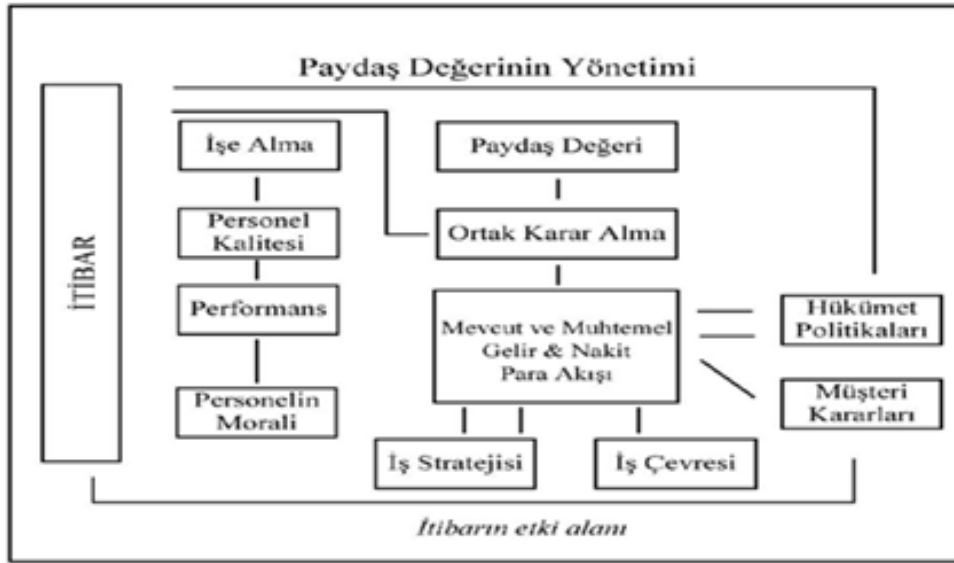 Paydaş Değerinin Yönetimi
İTİBAR
İşe Alma
Paydaş Değeri
Personel
Kalitesi
Ortak Karar Alma
Performans
Mevcut ve Muhtemel
Gelir & Nakit
Para Akışı
Hükümet
Politikaları
Personelin
Morali
Müşteri
Kararları
İş Stratejisi
İş Çevresi
İtibarın etki alanı